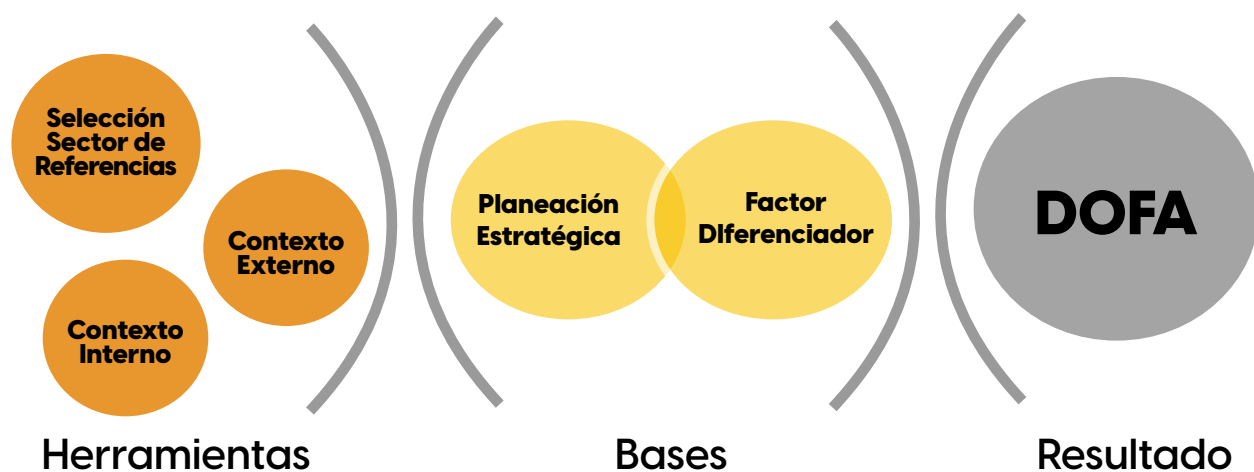 Selección
Sector de
Referencias
Contexto
Externo
Contexto
Interno
Planeación
Estratégica
Factor
DIferenciador
DOFA
Herramientas
Bases
Resultado